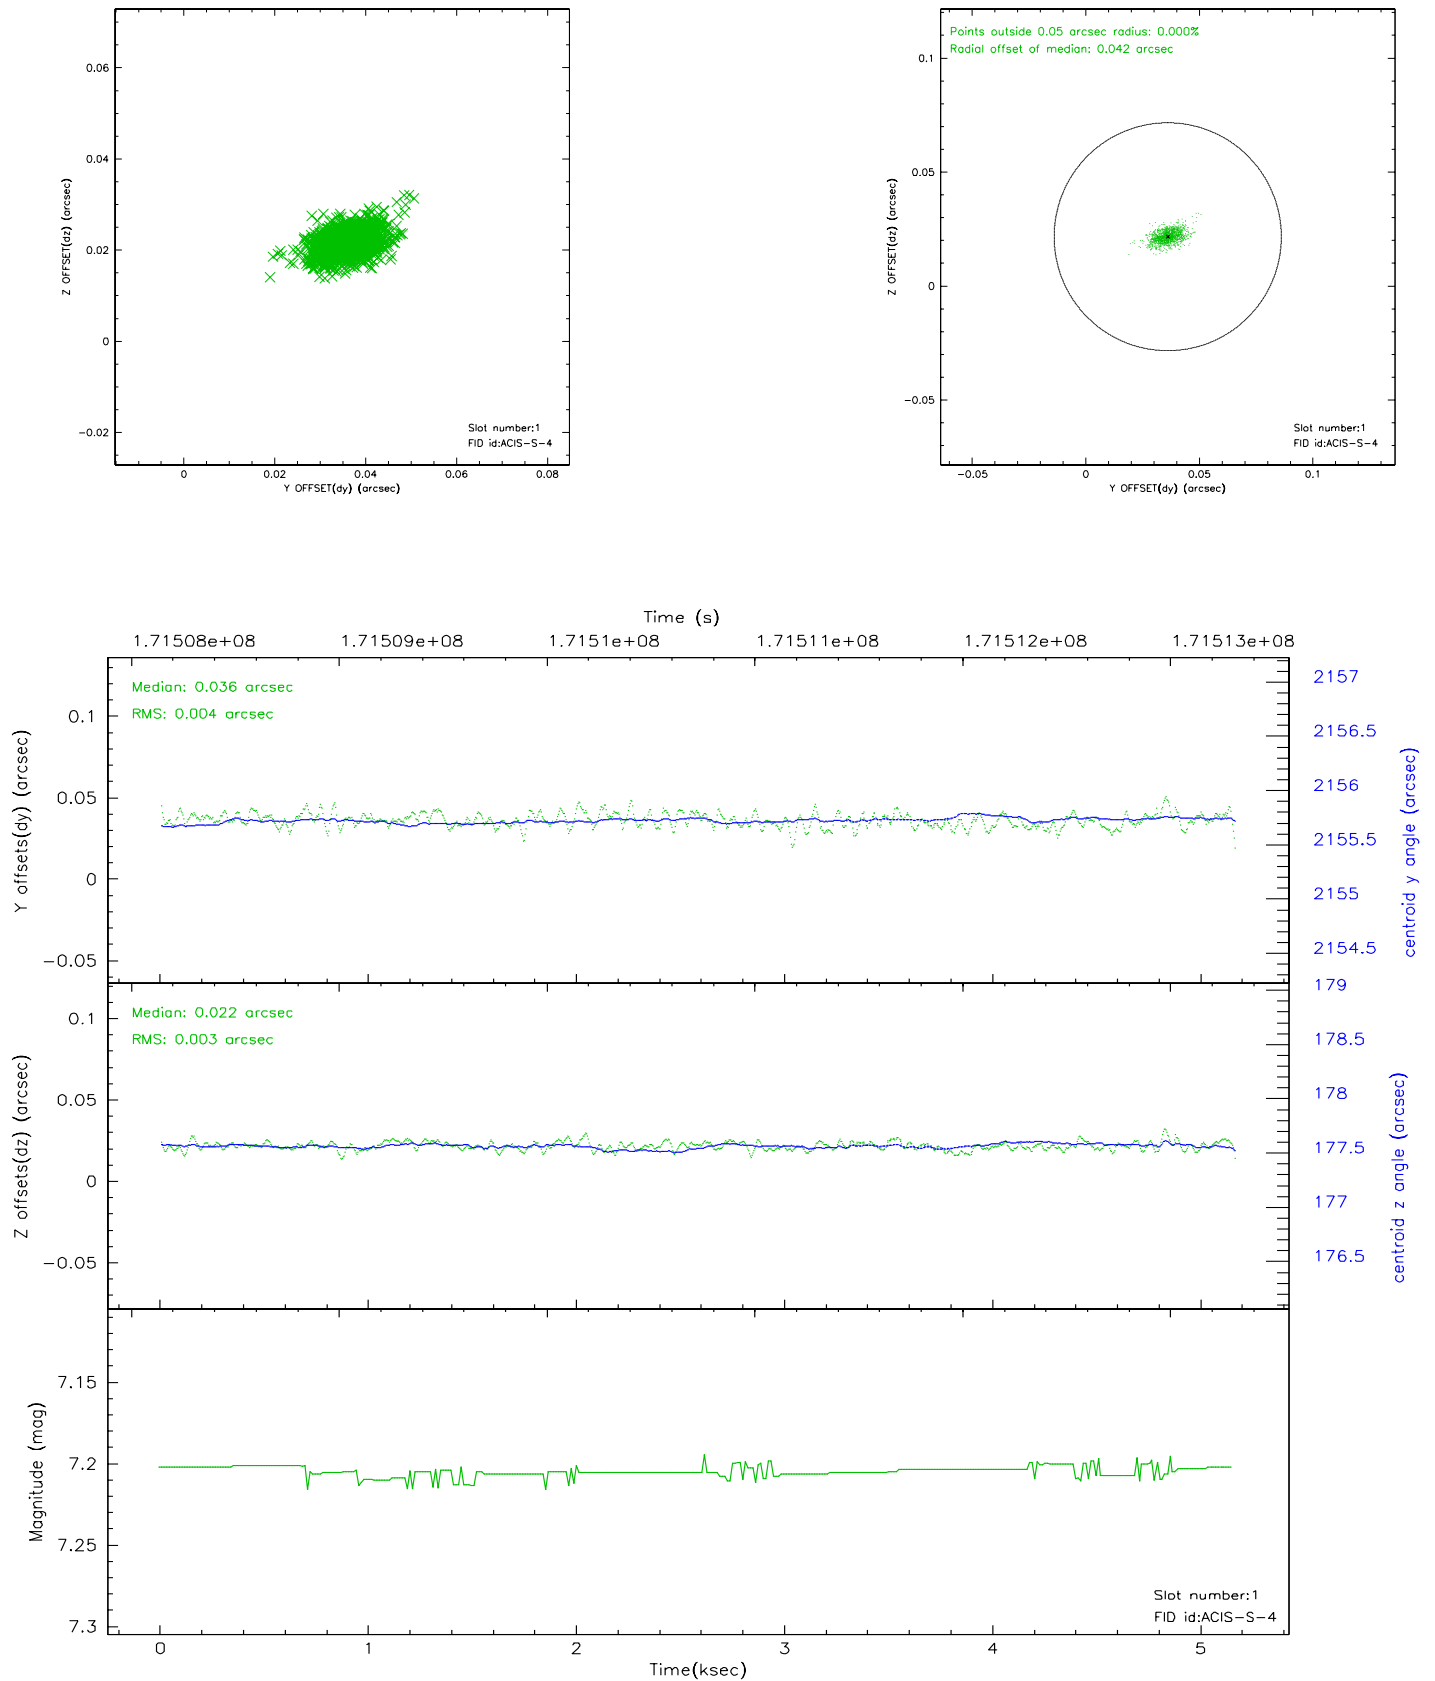 0.06
0.04
0.02
0
-0.02
Z OFFSET(dz) (arcsec)
Slot number:1
FID id:ACIS-S-4
0 0.02 0.04 0.06 0.08
Y OFFSET(dy) (arcsec)
Points outside 0.05 arcsec radius: 0.000%
Radial offset of median: 0.042 arcsec
0.1
0.05
0
-0.05
Z OFFSET(dz) (arcsec)
Slot number:1
FID id:ACIS-S-4
-0.05 0 0.05 0.1
Y OFFSET(dy) (arcsec)
Time (s)
1.71508e+08 1.71509e+08 1.7151e+08 1.71511e+08 1.71512e+08 1.71513e+08
Median: 0.036 arcsec
RMS: 0.004 arcsec
0.1
0.05
0
-0.05
Y offsets(dy) (arcsec)
2157
2156.5
2156
2155.5
2155
2154.5
centroid y angle (arcsec)
Median: 0.022 arcsec
RMS: 0.003 arcsec
0.1
0.05
0
-0.05
Z offsets(dz) (arcsec)
179
178.5
178
177.5
177
176.5
centroid z angle (arcsec)
7.15
7.2
7.25
7.3
Magnitude (mag)
Slot number:1
FID id:ACIS-S-4
0 1 2 3 4 5
Time(ksec)